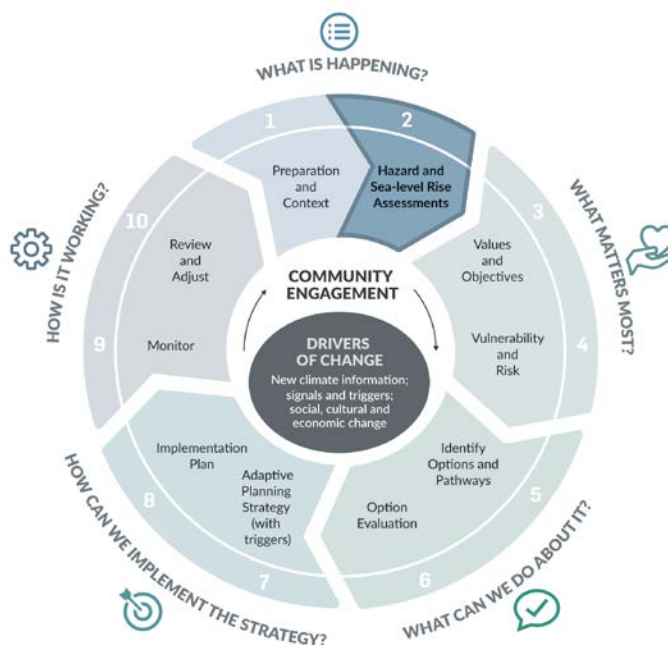 WHAT IS HAPPENING?
1
Preparation
and
Context
2
Hazard and
Sea-level Rise
Assessments
WHAT MATTERS MOST?
3
Values
and
Objectives
4
Vulnerability
and
Risk
WHAT CAN WE DO ABOUT IT?
5
Identify
Options and
Pathways
6
Option
Evaluation
HOW CAN WE IMPLEMENT THE STRATEGY?
7
Adaptive
Planning
Strategy
(with
triggers)
8
Implementation
Plan
HOW IS IT WORKING?
9
Monitor
10
Review
and
Adjust
COMMUNITY
ENGAGEMENT
DRIVERS
OF CHANGE
New climate information;
signals and triggers;
social, cultural and
economic change